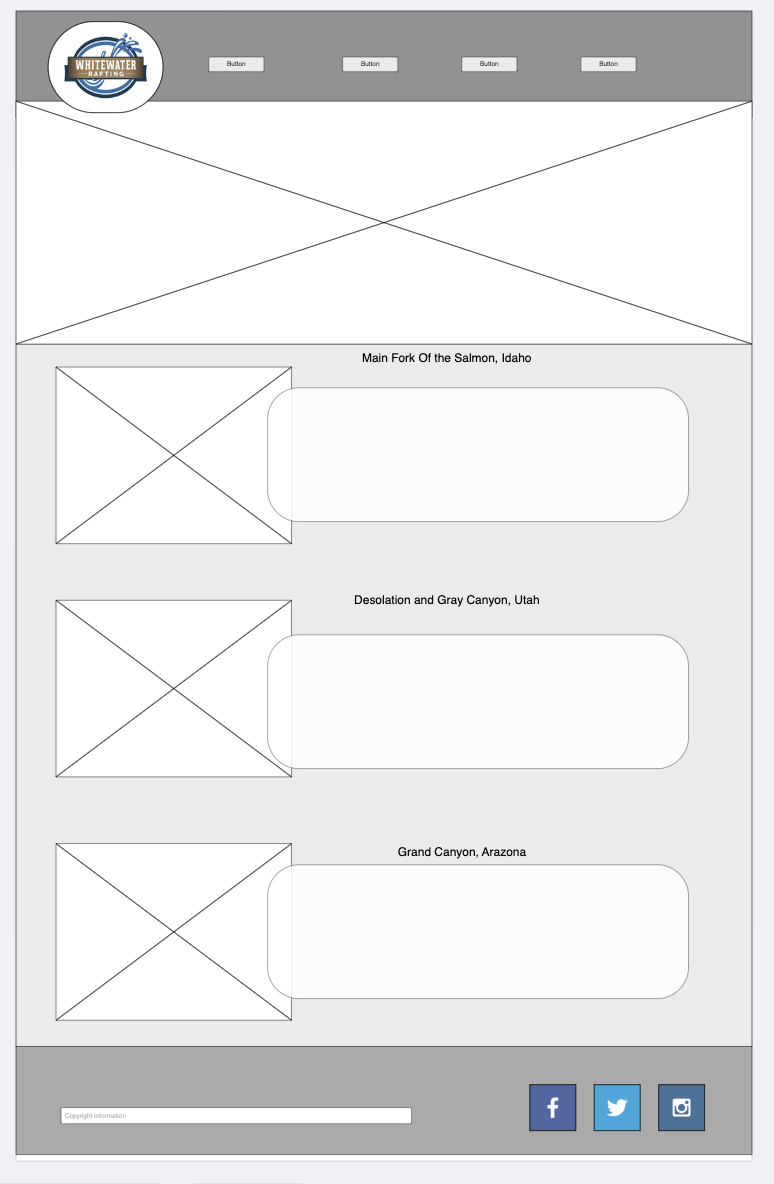 WHITEWATER
RAFTING
Button
Button
Button
Button
Main Fork Of the Salmon, Idaho
Desolation and Gray Canyon, Utah
Grand Canyon, Arazona
Copyright information